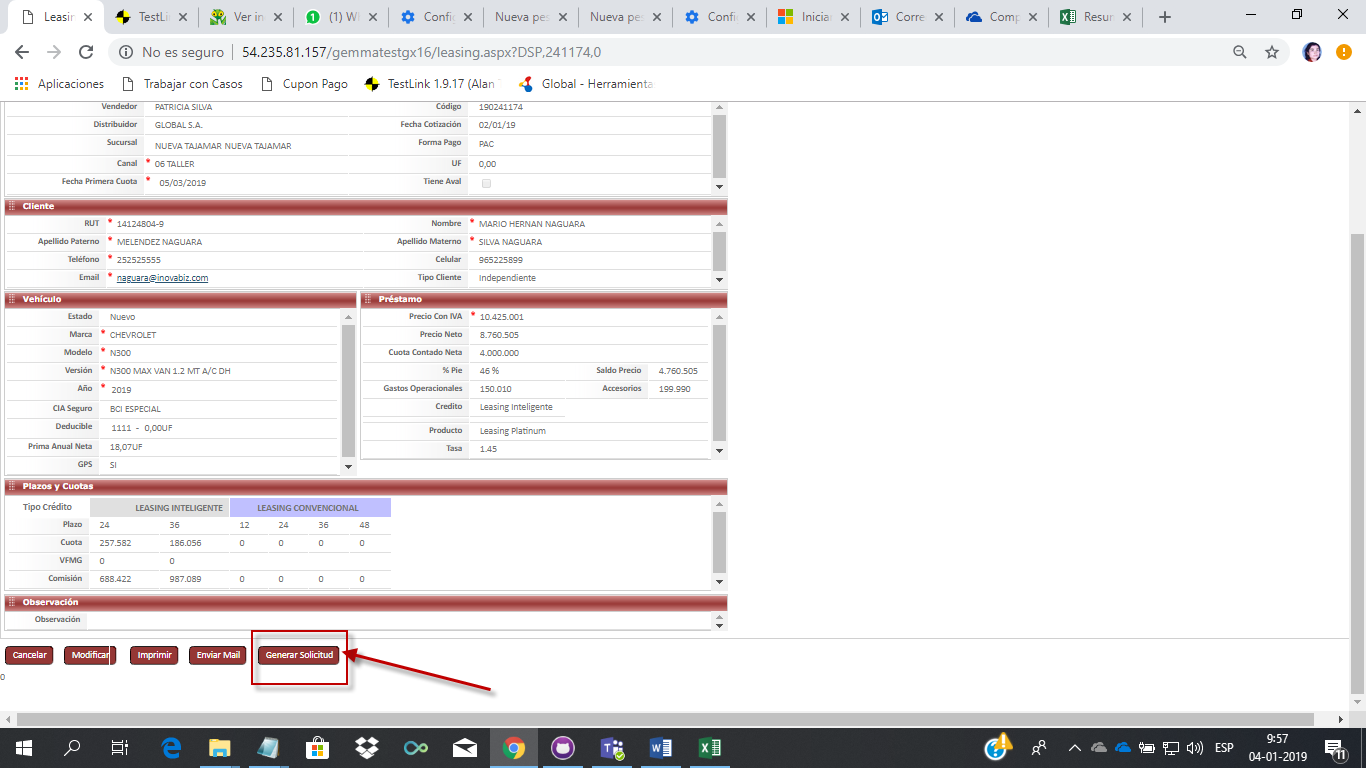 Leasin
TestLink
Ver in
(1) Wh
Config
Nueva pes
Nueva pes
Confi
Iniciar
Corre
Comp
Resun
No es seguro | 54.235.81.157/gemmatestgx16/leasing.aspx?DSP,241174,0
Aplicaciones Trabajar con Casos Cupon Pago TestLink 1.9.17 (Alan Global - Herramienta
Vendedor PATRICIA SILVA Código 190241174
Distribuidor GLOBAL S.A. Fecha Cotización 02/01/19
Sucursal NUEVA TAJAMAR NUEVA TAJAMAR Forma Pago PAC
Canal * 06 TALLER UF 0,00
Fecha Primera Cuota * 05/03/2019 Tiene Aval
Cliente
RUT * 14124804-9 Nombre * MARIO HERNAN NAGUARA
Apellido Paterno * MELENDEZ NAGUARA Apellido Materno * SILVA NAGUARA
Teléfono * 252525555 Celular 965225899
Email * naguara@inovabiz.com Tipo Cliente Independiente
Vehículo
Estado Nuevo
Marca * CHEVROLET
Modelo * N300
Versión * N300 MAX VAN 1.2 MT A/C DH
Año * 2019
CIA Seguro BCI ESPECIAL
Deducible 1111 - 0,00UF
Prima Anual Neta 18,07UF
GPS SI
Préstamo
Precio Con IVA * 10.425.001
Precio Neto 8.760.505
Cuota Contado Neta 4.000.000
% Pie 46 % Saldo Precio 4.760.505
Gastos Operacionales 150.010 Accesorios 199.990
Credito Leasing Inteligente
Producto Leasing Platinum
Tasa 1.45
Plazos y Cuotas
Tipo Crédito LEASING INTELIGENTE LEASING CONVENCIONAL
Plazo 24 36 12 24 36 48
Cuota 257.582 186.056 0 0 0 0
VFMG 0 0
Comisión 688.422 987.089 0 0 0 0
Observación
Observación
Cancelar Modificar Imprimir Enviar Mail Generar Solicitud
0
ESP
9:57
04-01-2019
11